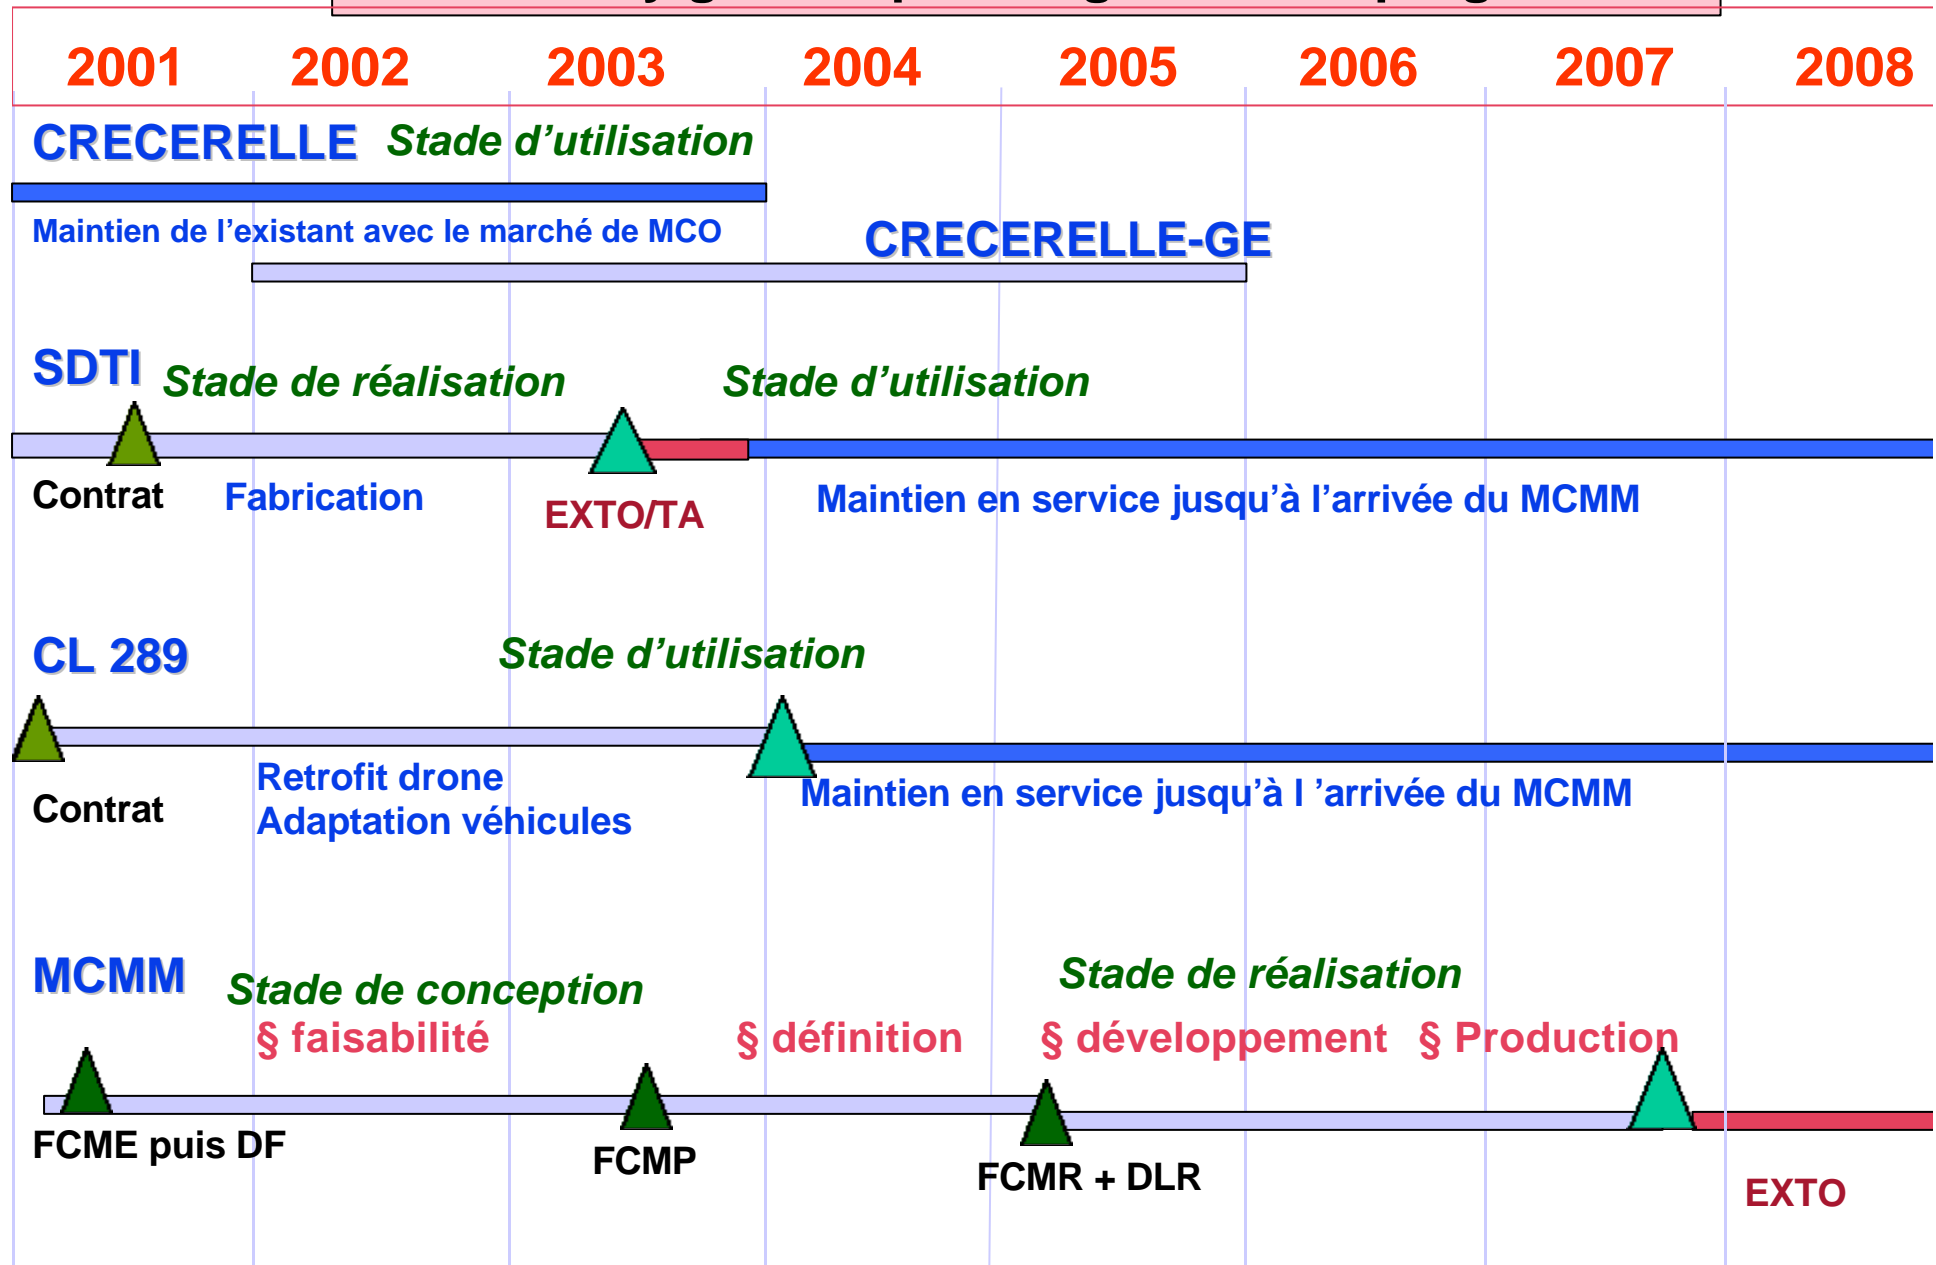 2001 2002 2003 2004 2005 2006 2007 2008
CRECERELLE Stade d’utilisation
Maintien de l’existant avec le marché de MCO
CRECERELLE-GE
SDTI Stade de réalisation Stade d’utilisation
Contrat Fabrication EXTO/TA Maintien en service jusqu’à l’arrivée du MCMM
CL 289 Stade d’utilisation
Contrat
Retrofit drone
Adaptation véhicules
Maintien en service jusqu’à l ’arrivée du MCMM
MCMM Stade de conception Stade de réalisation
§ faisabilité § définition § développement § Production
FCME puis DF FCMP FCMR + DLR EXTO